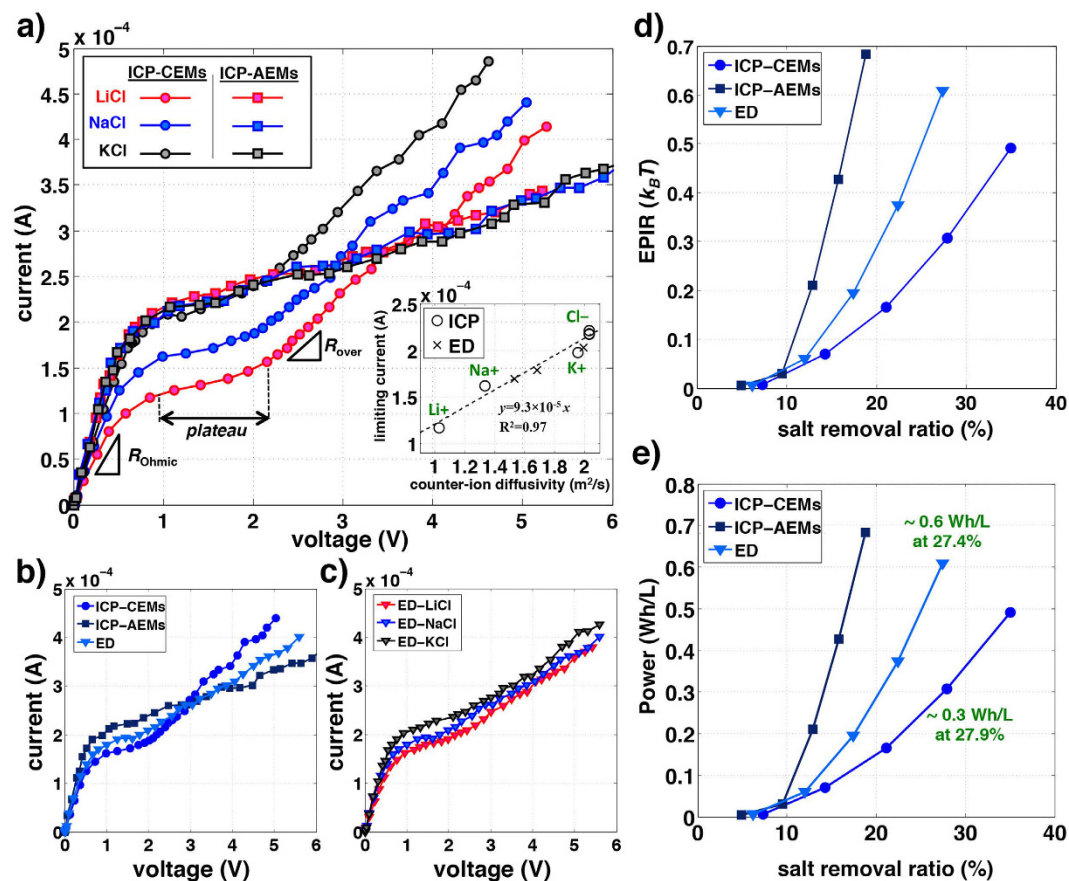 a)
x 10⁻⁴
5
4.5
4
3.5
3
2.5
2
1.5
1
0.5
0
current (A)
ICP-CEMs ICP-AEMs
LiCl
NaCl
KCl
R_over
R_Ohmic
plateau
0 1 2 3 4 5 6
voltage (V)
x 10⁻⁴
2.5
2
1.5
1
limiting current (A)
ICP
ED
Cl−
Na+
K+
Li+
y=9.3×10⁻⁵ x
R²=0.97
1 1.2 1.4 1.6 1.8 2
counter-ion diffusivity (m²/s)
b)
x 10⁻⁴
5
4
3
2
1
0
current (A)
ICP–CEMs
ICP–AEMs
ED
0 1 2 3 4 5 6
voltage (V)
c)
x 10⁻⁴
5
4
3
2
1
0
current (A)
ED–LiCl
ED–NaCl
ED–KCl
0 1 2 3 4 5 6
voltage (V)
d)
0.7
0.6
0.5
0.4
0.3
0.2
0.1
0
EPIR (k_BT)
ICP–CEMs
ICP–AEMs
ED
0 10 20 30 40
salt removal ratio (%)
e)
0.8
0.7
0.6
0.5
0.4
0.3
0.2
0.1
0
Power (Wh/L)
ICP–CEMs
ICP–AEMs
ED
~ 0.6 Wh/L
at 27.4%
~ 0.3 Wh/L
at 27.9%
0 10 20 30 40
salt removal ratio (%)